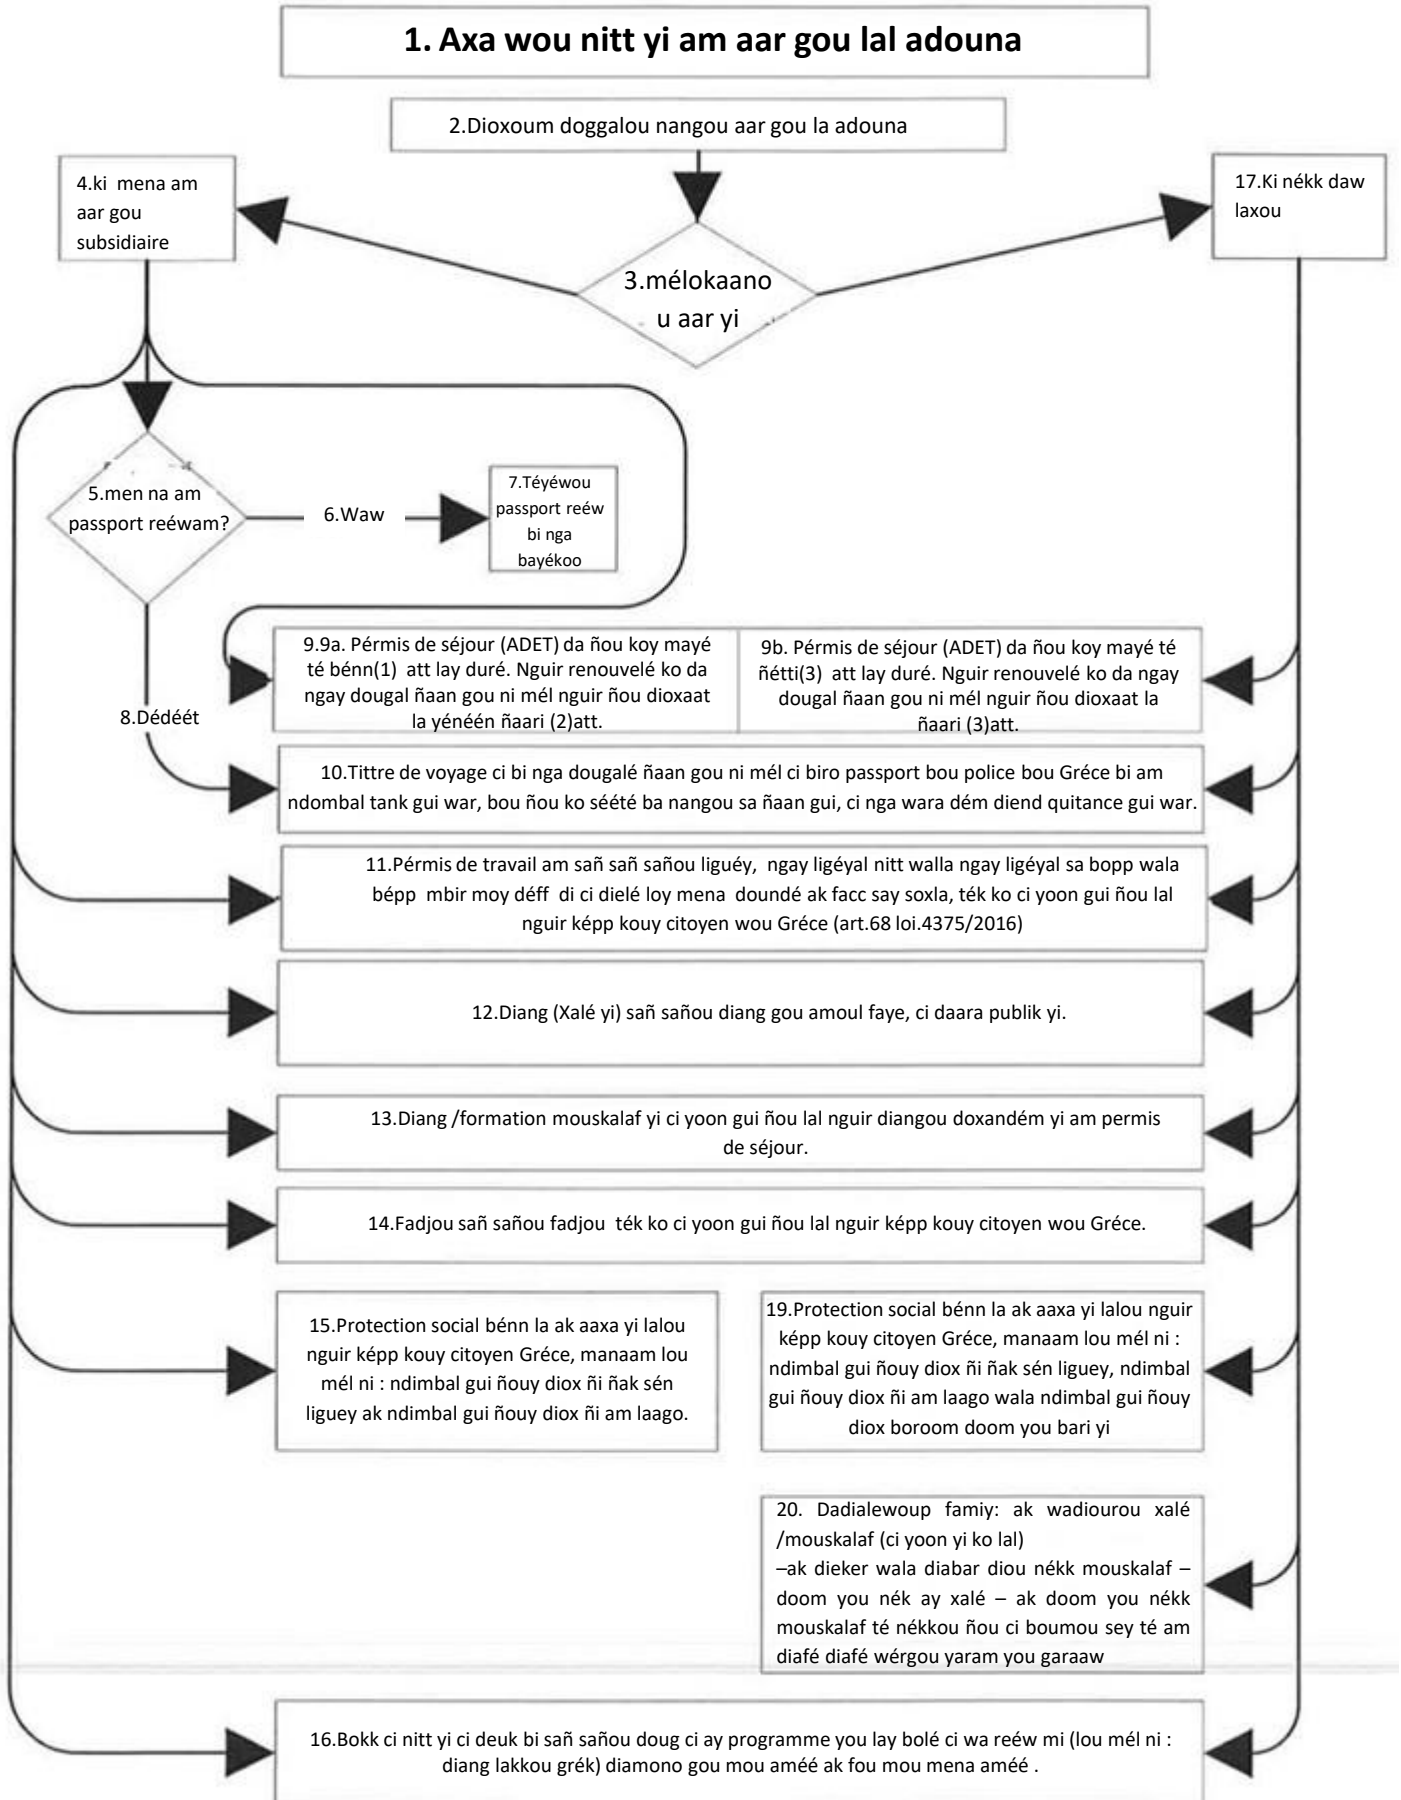 1. Axa wou nitt yi am aar gou lal adouna
2.Dioxoum doggalou nangou aar gou la adouna
4.ki mena am
aar gou
subsidiaire
17.Ki nékk daw
laxou
3.mélokaano
u aar yi
5.men na am
passport reéwam?
6.Waw
7.Téyéwou
passport reéw
bi nga
bayékoo
8.Dédéét
9.9a. Pérmis de séjour (ADET) da ñou koy mayé
té bénn(1) att lay duré. Nguir renouvelé ko da
ngay dougal ñaan gou ni mél nguir ñou dioxaat
la yénéén ñaari (2)att.
9b. Pérmis de séjour (ADET) da ñou koy mayé té
ñétti(3) att lay duré. Nguir renouvelé ko da ngay
dougal ñaan gou ni mél nguir ñou dioxaat la
ñaari (3)att.
10.Tittre de voyage ci bi nga dougalé ñaan gou ni mél ci biro passport bou police bou Gréce bi am
ndombal tank gui war, bou ñou ko séété ba nangou sa ñaan gui, ci nga wara dém diend quitance gui war.
11.Pérmis de travail am sañ sañ sañou liguéy, ngay ligéyal nitt walla ngay ligéyal sa bopp wala
bépp mbir moy déff di ci dielé loy mena doundé ak facc say soxla, ték ko ci yoon gui ñou lal
nguir képp kouy citoyen wou Gréce (art.68 loi.4375/2016)
12.Diang (Xalé yi) sañ sañou diang gou amoul faye, ci daara publik yi.
13.Diang /formation mouskalaf yi ci yoon gui ñou lal nguir diangou doxandém yi am permis
de séjour.
14.Fadjou sañ sañou fadjou ték ko ci yoon gui ñou lal nguir képp kouy citoyen wou Gréce.
15.Protection social bénn la ak aaxa yi lalou
nguir képp kouy citoyen Gréce, manaam lou
mél ni : ndimbal gui ñouy diox ñi ñak sén
liguey ak ndimbal gui ñouy diox ñi am laago.
19.Protection social bénn la ak aaxa yi lalou nguir
képp kouy citoyen Gréce, manaam lou mél ni :
ndimbal gui ñouy diox ñi ñak sén liguey, ndimbal
gui ñouy diox ñi am laago wala ndimbal gui ñouy
diox boroom doom you bari yi
20. Dadialewoup famiy: ak wadiourou xalé
/mouskalaf (ci yoon yi ko lal)
–ak dieker wala diabar diou nékk mouskalaf –
doom you nék ay xalé – ak doom you nékk
mouskalaf té nékkou ñou ci boumou sey té am
diafé diafé wérgou yaram you garaaw
16.Bokk ci nitt yi ci deuk bi sañ sañou doug ci ay programme you lay bolé ci wa reéw mi (lou mél ni :
diang lakkou grék) diamono gou mou améé ak fou mou mena améé .